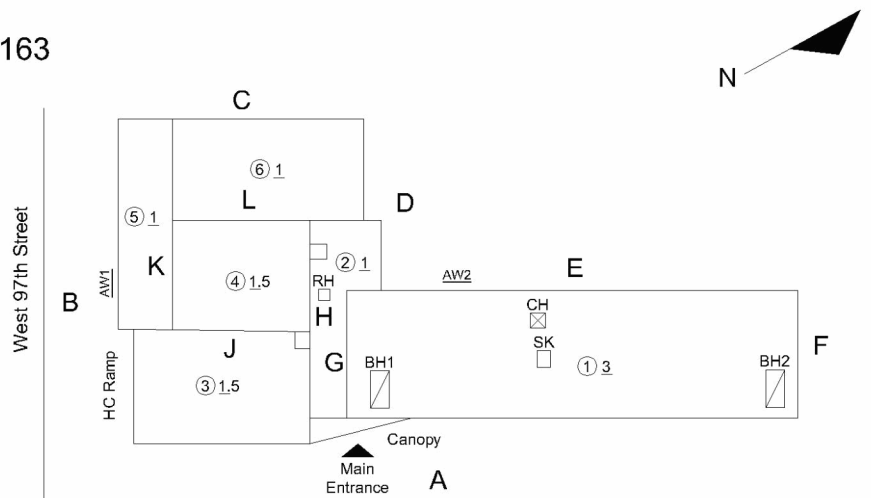 163
N
C
⑥ 1
L
⑤ 1
D
West 97th Street
② 1
K
E
AW1
④ 1.5
RH
AW2
B
H
CH
J
G
SK
F
BH1
① 3
BH2
HC Ramp
③ 1.5
Canopy
Main
Entrance
A